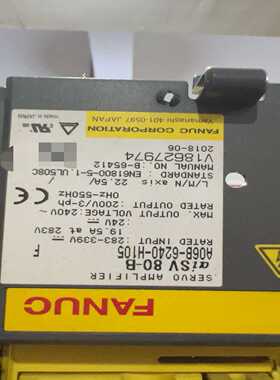 FANUC
SERVO AMPLIFIER
αiSV 80-B
A06B-6240-H105 F
RATED INPUT: 283-339V
19.5A at 283V
24V
MAX. OUTPUT VOLTAGE: 240V~
RATED OUTPUT: 200V/3-ph
0Hz-550Hz
L/M/N axis 22.5A/
EN61800-5-1, UL508C
MANUAL NO.: B-65412
V18627974
2018-06
FANUC CORPORATION
Yamanashi 401-0597 JAPAN
MADE IN JAPAN